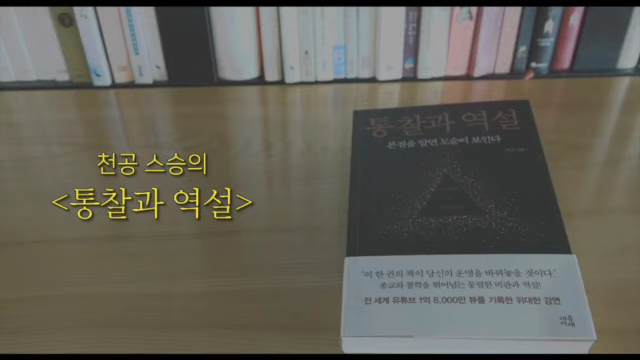 천공 스승의
<통찰과 역설>
통찰과 역설
본질을 알면 모순이 보인다
"이 한 권의 책이 당신의 운명을 바꿔놓을 것이다."
종교와 철학을 뛰어넘는 통렬한 비판과 역설!
전 세계 유튜브 1억 8,000만 뷰를 기록한 위대한 강연